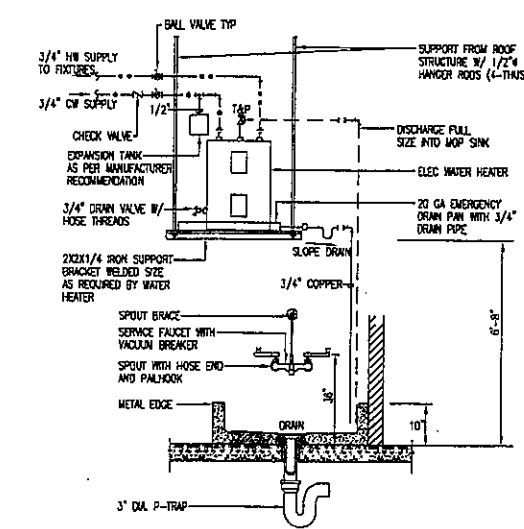 BALL VALVE TYP
3/4" HW SUPPLY
TO FIXTURES
3/4" CW SUPPLY
1/2"
CHECK VALVE
EXPANSION TANK
AS PER MANUFACTURER
RECOMMENDATION
3/4" DRAIN VALVE W/
HOSE THREADS
2X2X1/4 IRON SUPPORT
BRACKET WELDED SIZE
AS REQUIRED BY WATER
HEATER
T&P
SUPPORT FROM ROOF
STRUCTURE W/ 1/2"ø
HANGER RODS (4-THUS
DISCHARGE FULL
SIZE INTO MOP SINK
ELEC WATER HEATER
20 GA EMERGENCY
DRAIN PAN WITH 3/4"
DRAIN PIPE
SLOPE DRAIN
3/4" COPPER
SPOUT BRACE
SERVICE FAUCET WITH
VACUUM BREAKER
SPOUT WITH HOSE END
AND PAILHOOK
METAL EDGE
DRAIN
36"
10"
6'-8"
3" DIA. P-TRAP